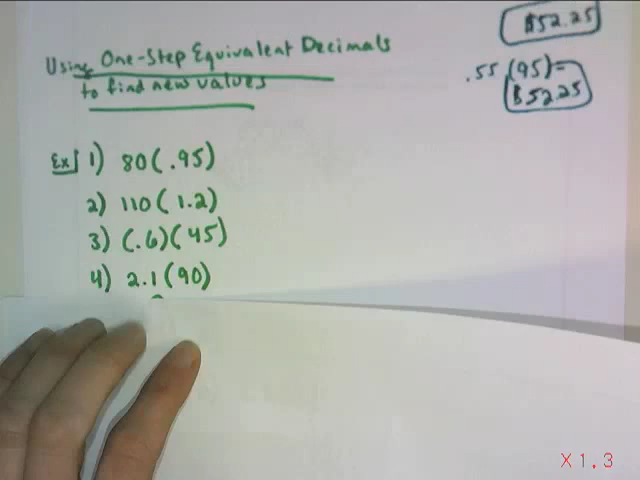 Using One-Step Equivalent Decimals
to find new values
$52.25
.55 (95) =
$52.25
Ex] 1) 80(.95)
2) 110(1.2)
3) (.6)(45)
4) 2.1(90)
X1.3